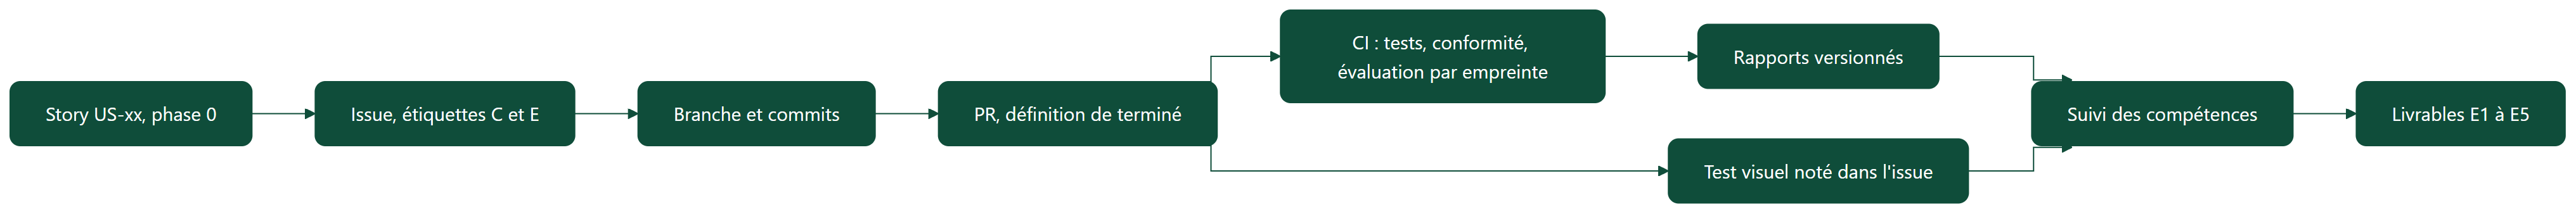 Story US-xx, phase 0
Issue, étiquettes C et E
Branche et commits
PR, définition de terminé
CI : tests, conformité,
évaluation par empreinte
Rapports versionnés
Test visuel noté dans l'issue
Suivi des compétences
Livrables E1 à E5